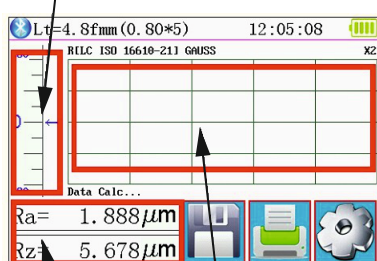 Lt=4.8fmm(0.80*5) 12:05:08
[RILC ISO 16610-21] GAUSS X2
Data Calc...
Ra= 1.888μm
Rz= 5.678μm